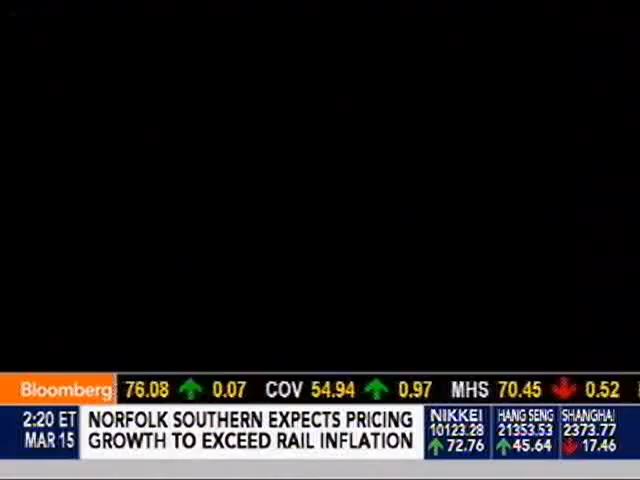 Bloomberg 76.08 0.07 COV 54.94 0.97 MHS 70.45 0.52
2:20 ET
MAR 15
NORFOLK SOUTHERN EXPECTS PRICING
GROWTH TO EXCEED RAIL INFLATION
NIKKEI
10123.28
72.76
HANG SENG
21353.53
45.64
SHANGHAI
2373.77
17.46